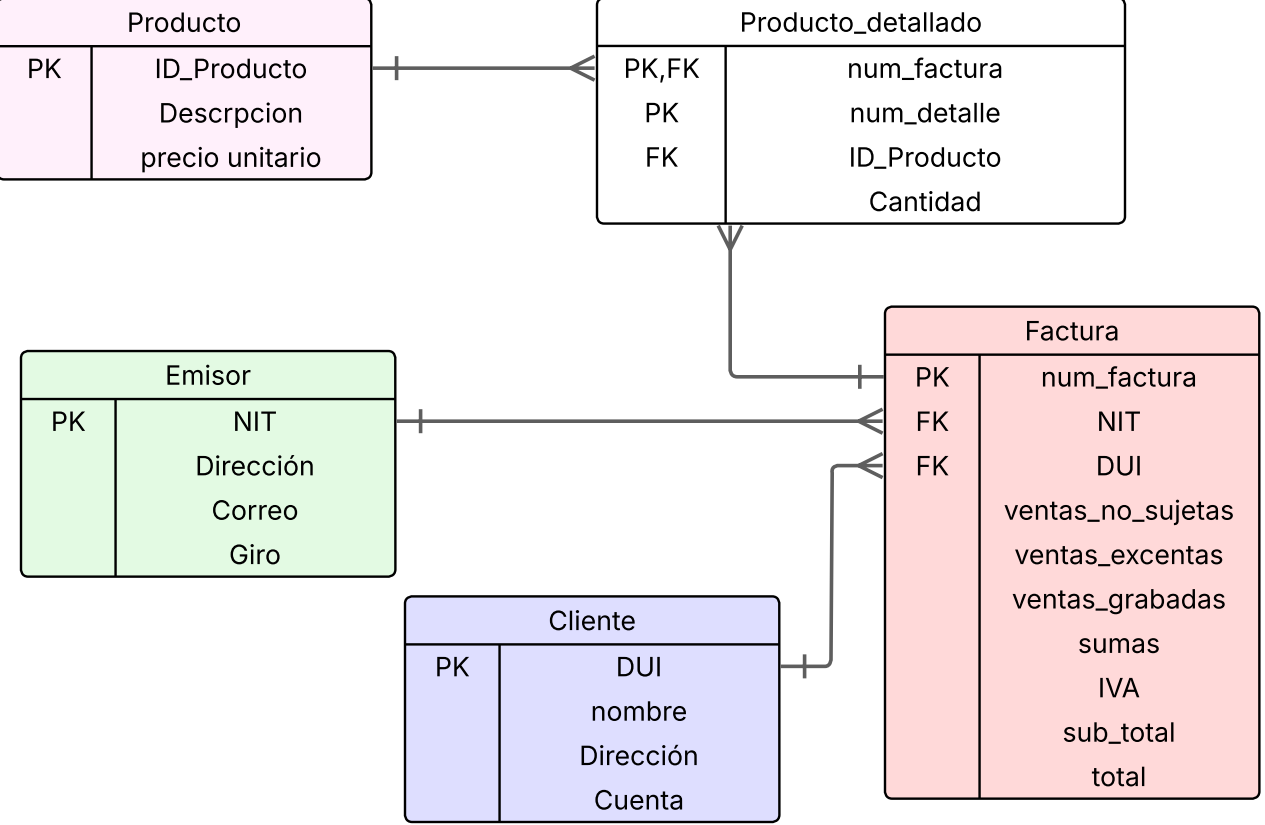 Producto
PK ID_Producto
Descrpcion
precio unitario
Producto_detallado
PK,FK num_factura
PK num_detalle
FK ID_Producto
Cantidad
Emisor
PK NIT
Dirección
Correo
Giro
Factura
PK num_factura
FK NIT
FK DUI
ventas_no_sujetas
ventas_excentas
ventas_grabadas
sumas
IVA
sub_total
total
Cliente
PK DUI
nombre
Dirección
Cuenta